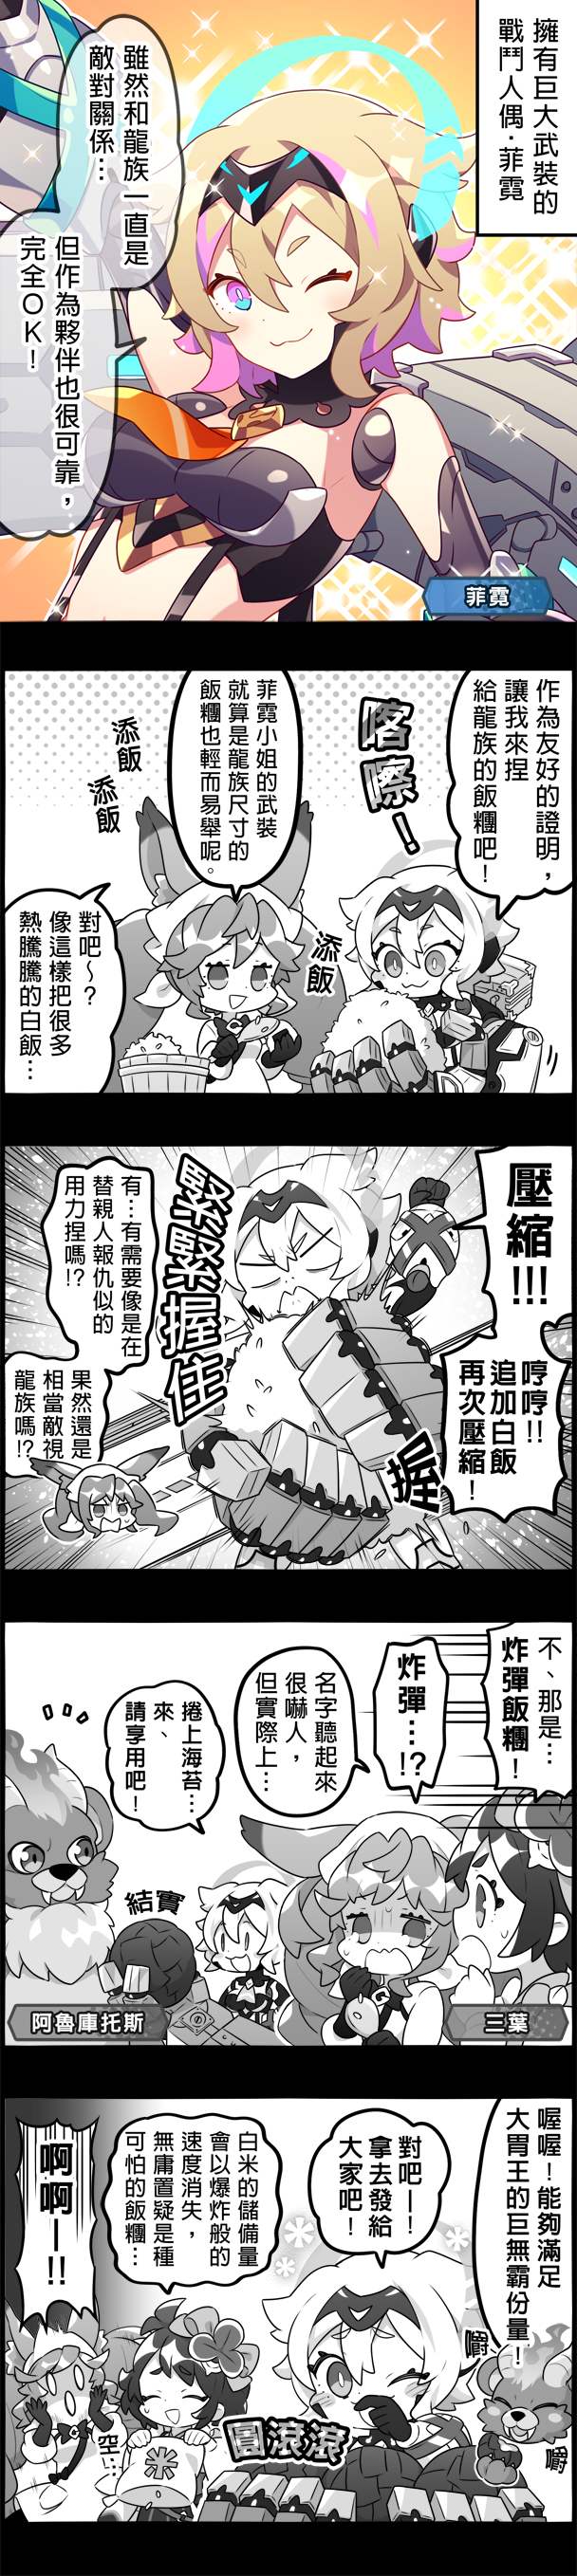 擁有巨大武裝的
戰鬥人偶·菲霓
雖然和龍族一直是
敵對關係…
但作為夥伴也很可靠，
完全ＯＫ！
菲霓
作為友好的證明，
讓我來捏
給龍族的飯糰吧！
喀嚓！
菲霓小姐的武裝
就算是龍族尺寸的
飯糰也輕而易舉呢。
添飯
添飯
添飯
對吧～？
像這樣把很多
熱騰騰的白飯…
壓縮!!!
哼哼!!
追加白飯
再次壓縮！
緊緊握住
握
有…有需要像是在
替親人報仇似的
用力捏嗎!?
果然還是
相當敵視
龍族嗎!?
不、那是…
炸彈飯糰！
炸彈…!?
名字聽起來
很嚇人，
但實際上…
捲上海苔…
來、
請享用吧！
結實
阿魯庫托斯
三葉
喔喔！能夠滿足
大胃王的巨無霸份量！
嚼
嚼
對吧ー！
拿去發給
大家吧！
圓滾滾
白米的儲備量
會以爆炸般的
速度消失，
無庸置疑是種
可怕的飯糰…
空…
米
啊啊ー!!